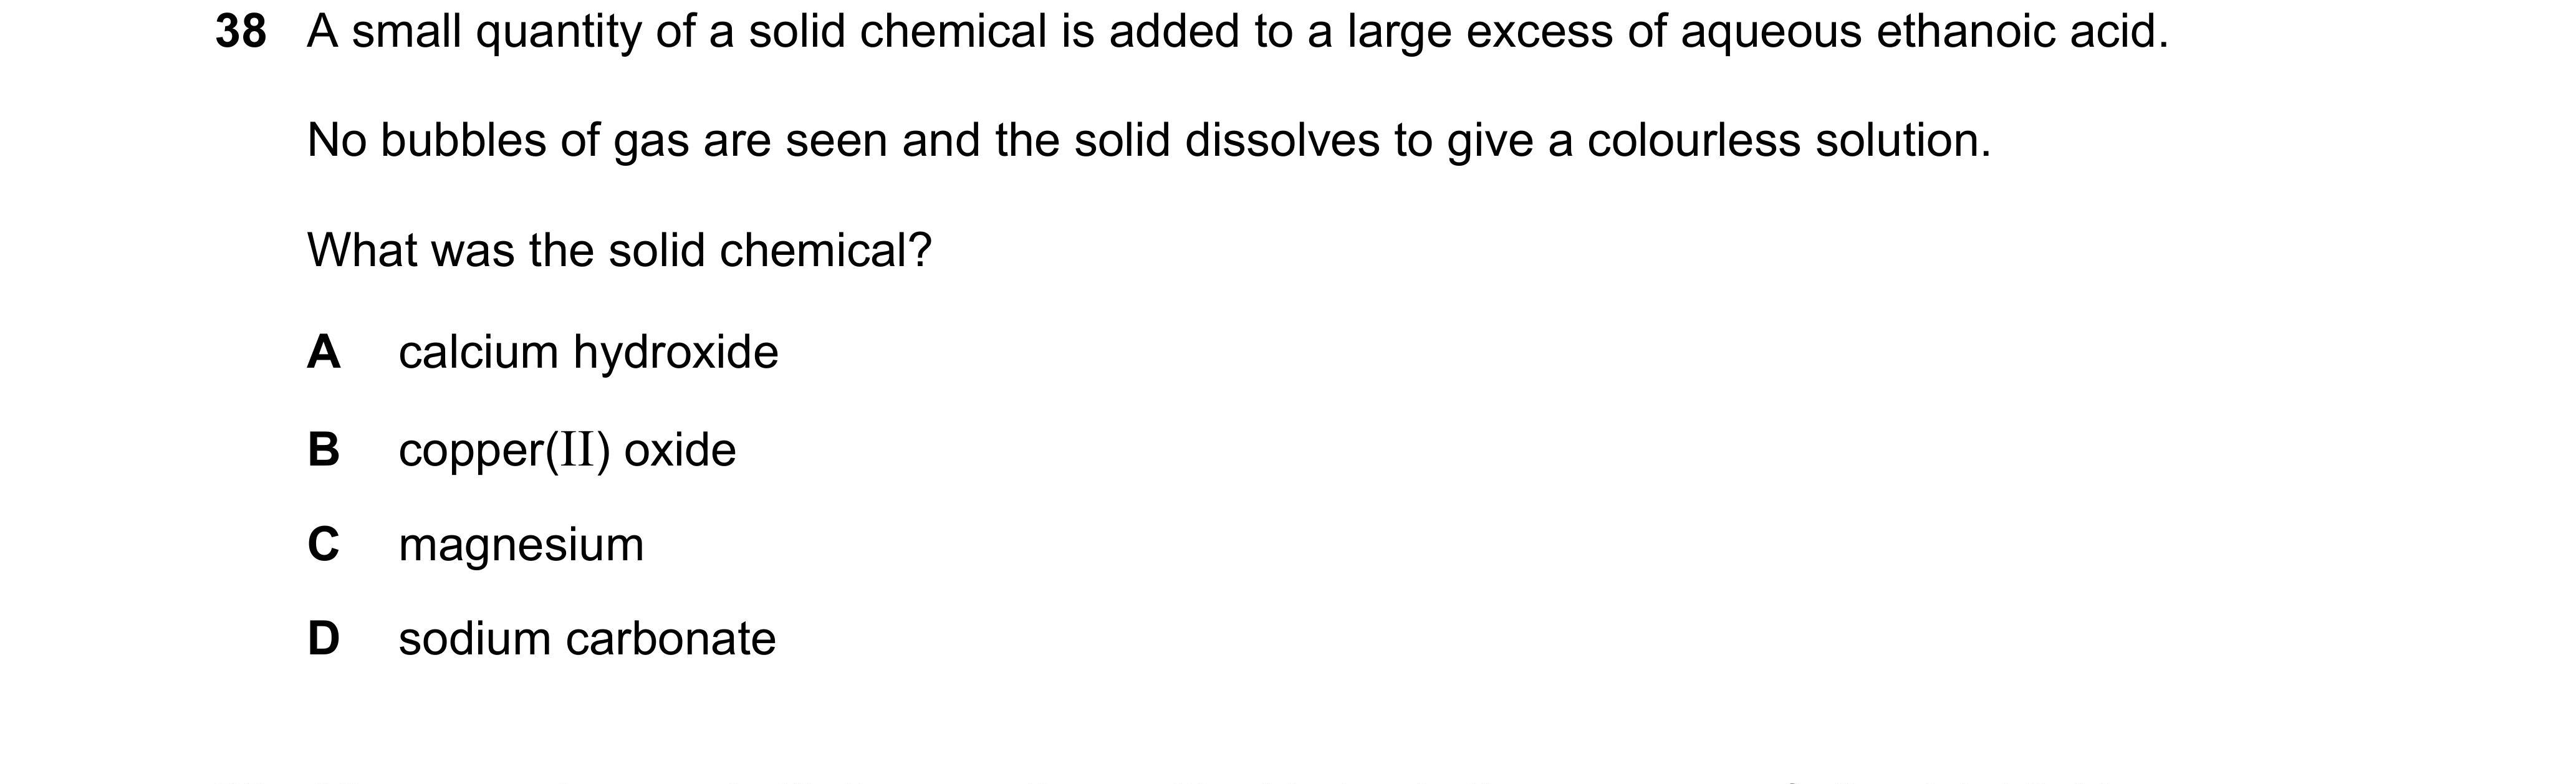 38 A small quantity of a solid chemical is added to a large excess of aqueous ethanoic acid.
No bubbles of gas are seen and the solid dissolves to give a colourless solution.
What was the solid chemical?
A calcium hydroxide
B copper(II) oxide
C magnesium
D sodium carbonate